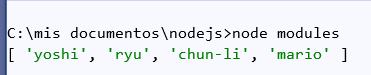 C:\mis documentos\nodejs>node modules
[ 'yoshi', 'ryu', 'chun-li', 'mario' ]